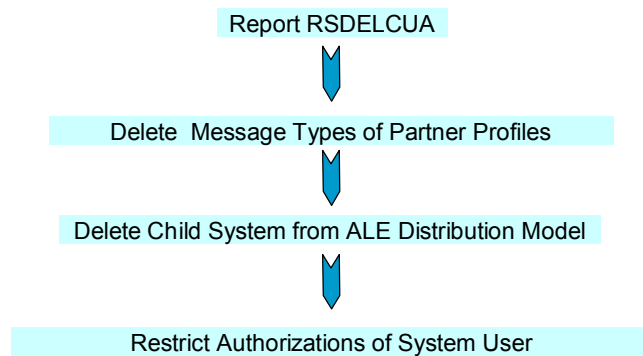 Report RSDELCUA
Delete Message Types of Partner Profiles
Delete Child System from ALE Distribution Model
Restrict Authorizations of System User